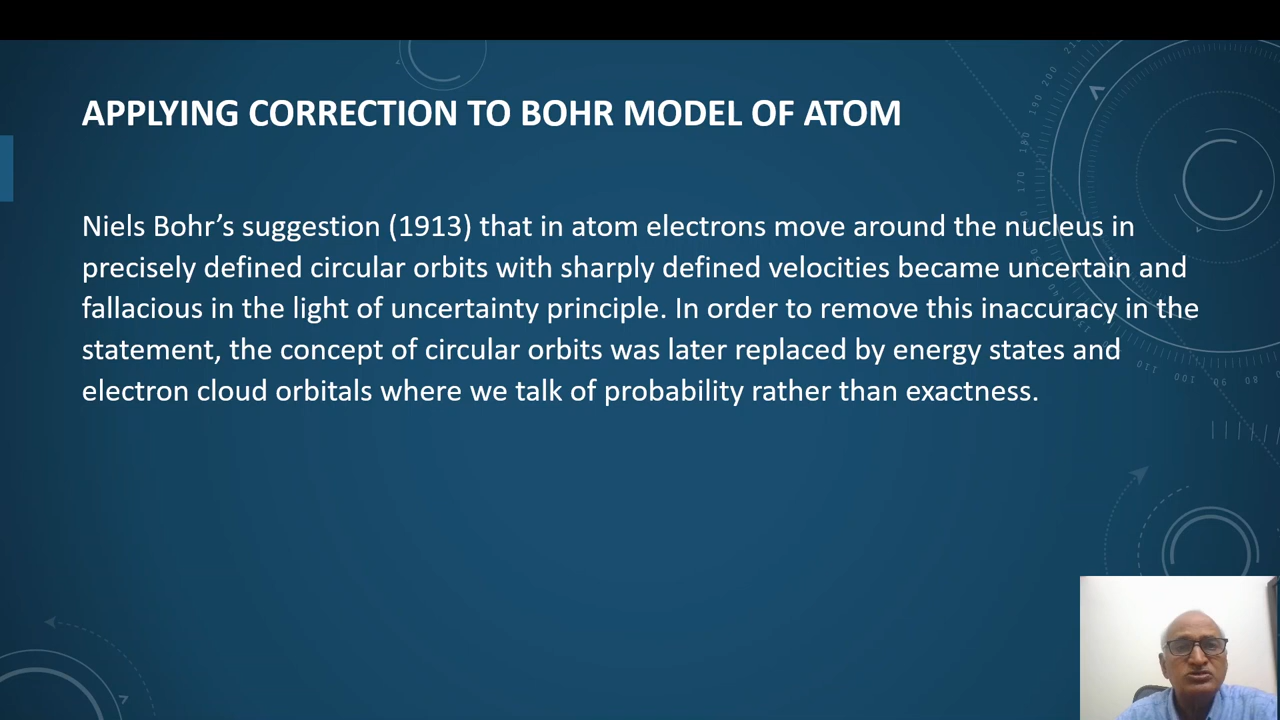 APPLYING CORRECTION TO BOHR MODEL OF ATOM
Niels Bohr’s suggestion (1913) that in atom electrons move around the nucleus in
precisely defined circular orbits with sharply defined velocities became uncertain and
fallacious in the light of uncertainty principle. In order to remove this inaccuracy in the
statement, the concept of circular orbits was later replaced by energy states and
electron cloud orbitals where we talk of probability rather than exactness.